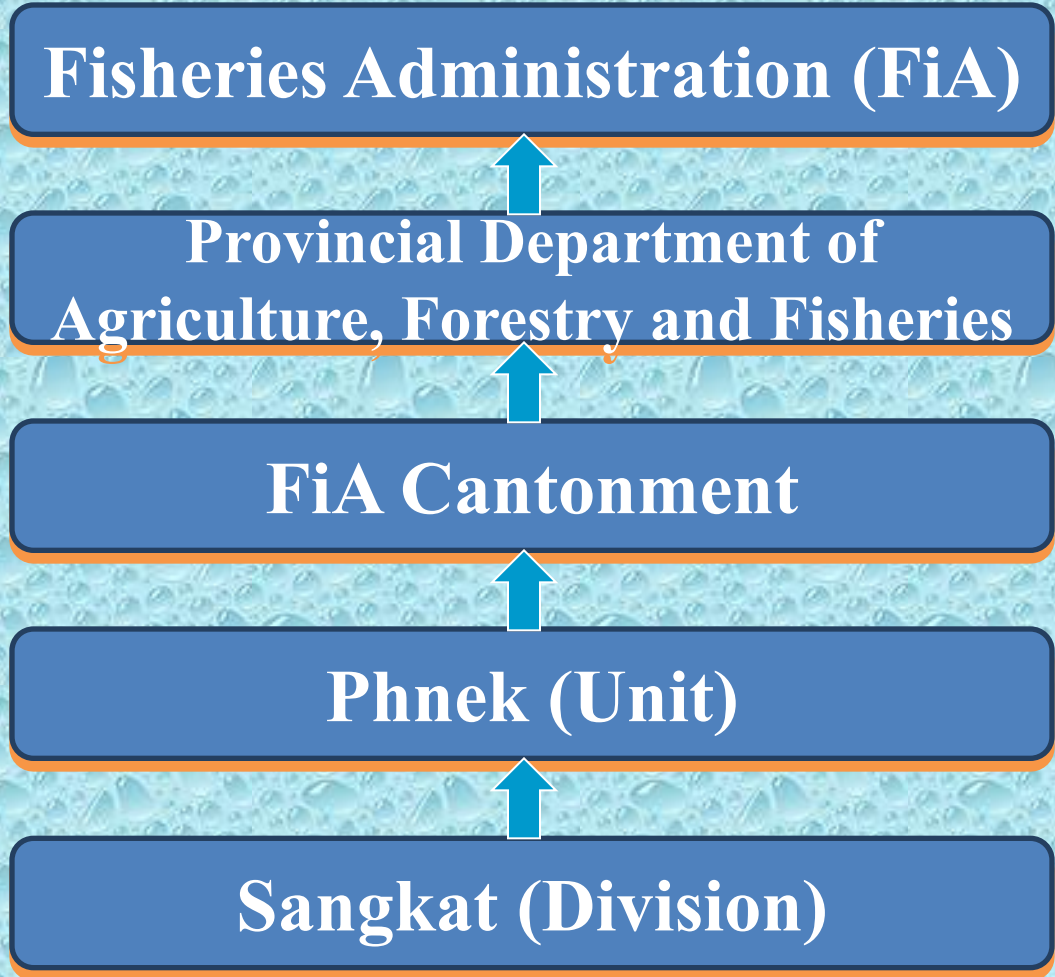 Fisheries Administration (FiA)
Provincial Department of
Agriculture, Forestry and Fisheries
FiA Cantonment
Phnek (Unit)
Sangkat (Division)